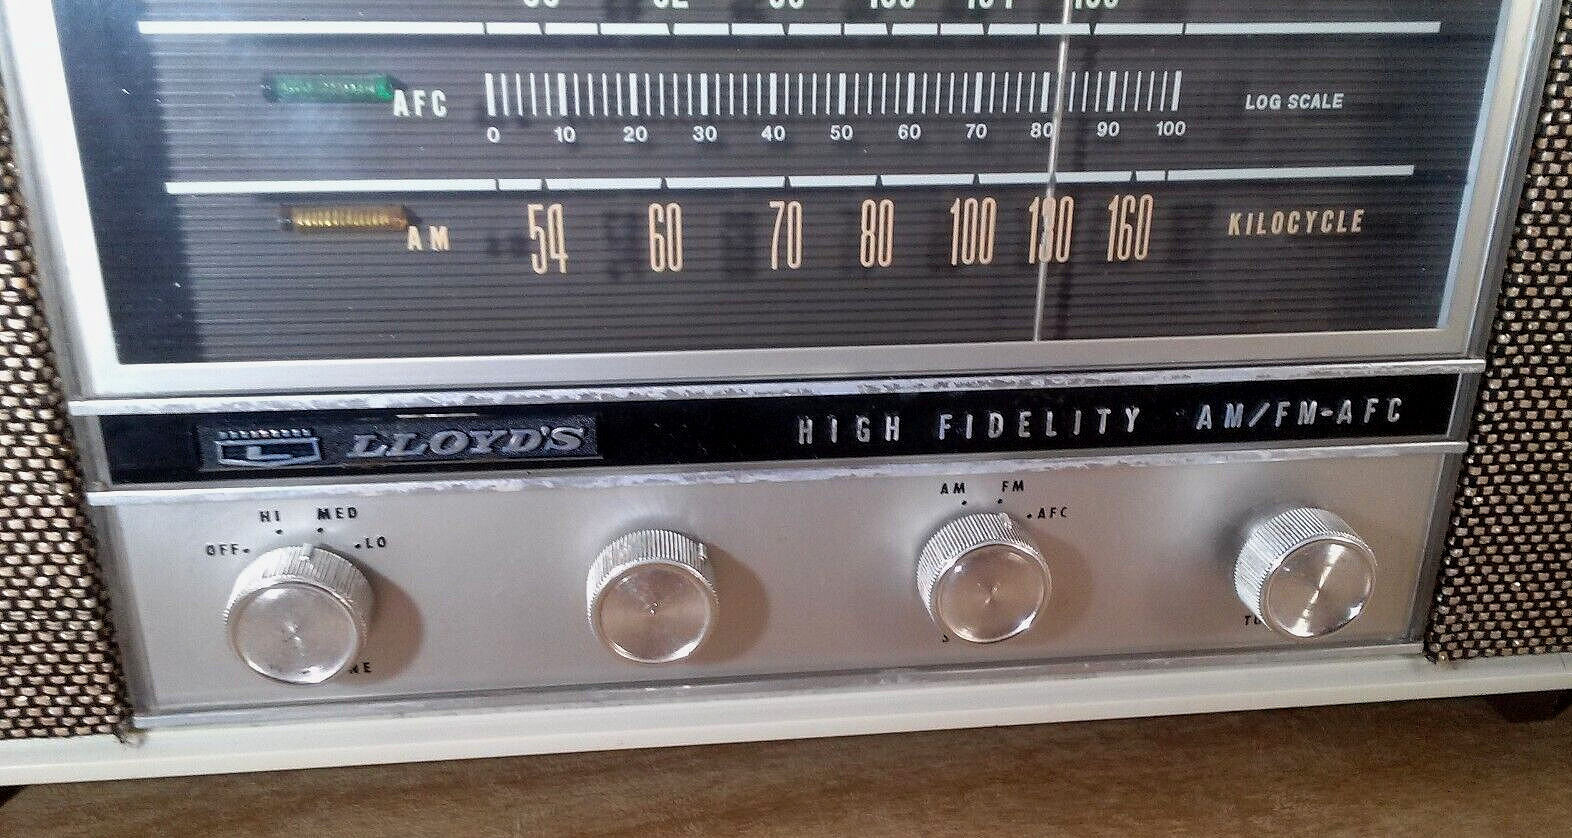 AFC
LOG SCALE
0 10 20 30 40 50 60 70 80 90 100
AM 54 60 70 80 100 130 160 KILOCYCLE
L LLOYD'S HIGH FIDELITY AM/FM-AFC
OFF HI MED LO
AM FM AFC